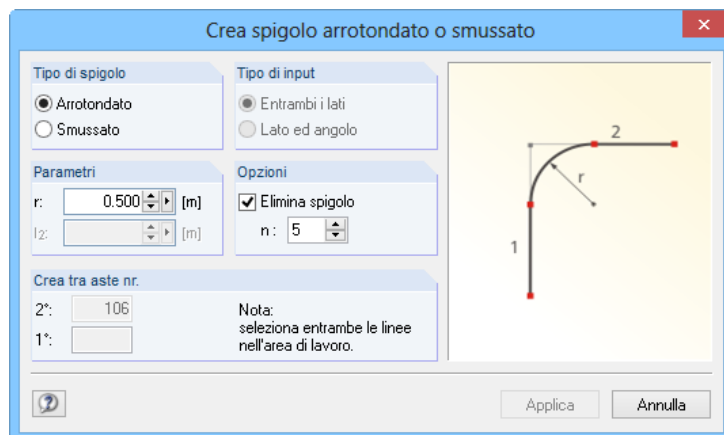 Crea spigolo arrotondato o smussato
Tipo di spigolo
Arrotondato
Smussato
Tipo di input
Entrambi i lati
Lato ed angolo
Parametri
r: 0.500 [m]
l2: [m]
Opzioni
Elimina spigolo
n: 5
Crea tra aste nr.
2°: 106
1°:
Nota:
seleziona entrambe le linee
nell'area di lavoro.
2
r
1
Applica
Annulla